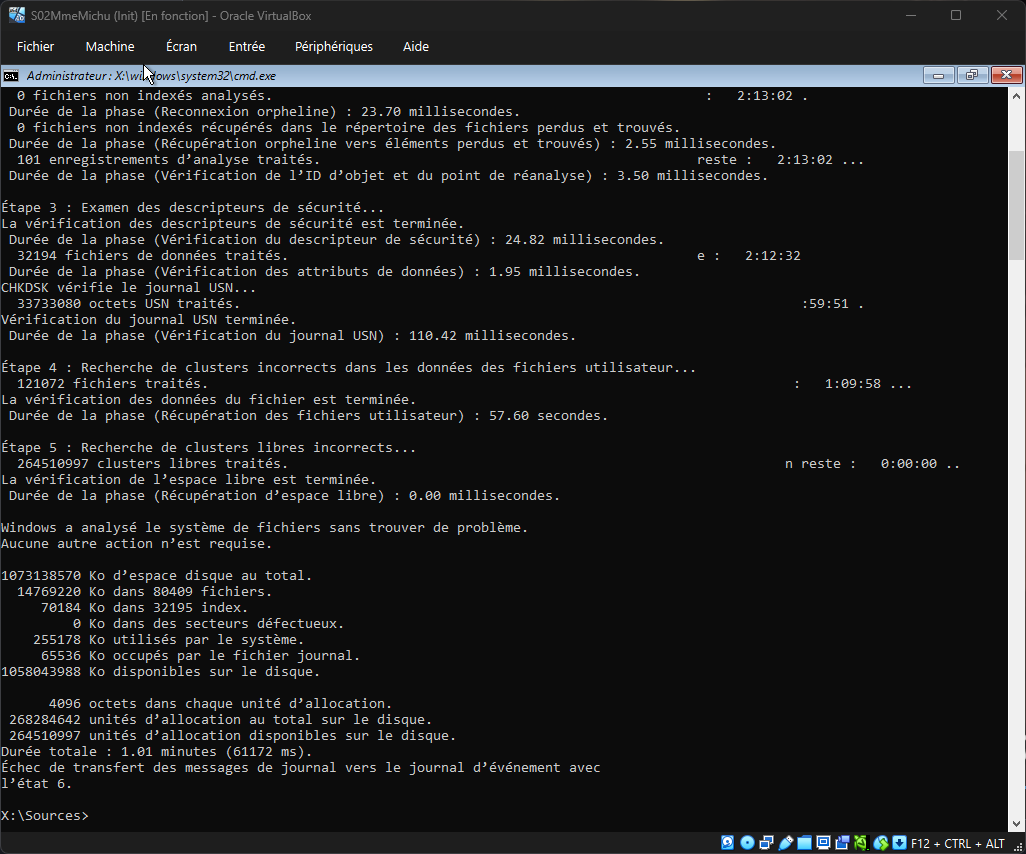 S02MmeMichu (Init) [En fonction] - Oracle VirtualBox
Fichier Machine Écran Entrée Périphériques Aide
Administrateur : X:\windows\system32\cmd.exe
0 fichiers non indexés analysés. : 2:13:02 .
Durée de la phase (Reconnexion orpheline) : 23.70 millisecondes.
0 fichiers non indexés récupérés dans le répertoire des fichiers perdus et trouvés.
Durée de la phase (Récupération orpheline vers éléments perdus et trouvés) : 2.55 millisecondes.
101 enregistrements d’analyse traités. reste : 2:13:02 ...
Durée de la phase (Vérification de l’ID d’objet et du point de réanalyse) : 3.50 millisecondes.
Étape 3 : Examen des descripteurs de sécurité...
La vérification des descripteurs de sécurité est terminée.
Durée de la phase (Vérification du descripteur de sécurité) : 24.82 millisecondes.
32194 fichiers de données traités. e : 2:12:32
Durée de la phase (Vérification des attributs de données) : 1.95 millisecondes.
CHKDSK vérifie le journal USN...
33733080 octets USN traités. :59:51 .
Vérification du journal USN terminée.
Durée de la phase (Vérification du journal USN) : 110.42 millisecondes.
Étape 4 : Recherche de clusters incorrects dans les données des fichiers utilisateur...
121072 fichiers traités. : 1:09:58 ...
La vérification des données du fichier est terminée.
Durée de la phase (Récupération des fichiers utilisateur) : 57.60 secondes.
Étape 5 : Recherche de clusters libres incorrects...
264510997 clusters libres traités. n reste : 0:00:00 ..
La vérification de l’espace libre est terminée.
Durée de la phase (Récupération d’espace libre) : 0.00 millisecondes.
Windows a analysé le système de fichiers sans trouver de problème.
Aucune autre action n’est requise.
1073138570 Ko d’espace disque au total.
14769220 Ko dans 80409 fichiers.
70184 Ko dans 32195 index.
0 Ko dans des secteurs défectueux.
255178 Ko utilisés par le système.
65536 Ko occupés par le fichier journal.
1058043988 Ko disponibles sur le disque.
4096 octets dans chaque unité d’allocation.
268284642 unités d’allocation au total sur le disque.
264510997 unités d’allocation disponibles sur le disque.
Durée totale : 1.01 minutes (61172 ms).
Échec de transfert des messages de journal vers le journal d’événement avec
l’état 6.
X:\Sources>
F12 + CTRL + ALT